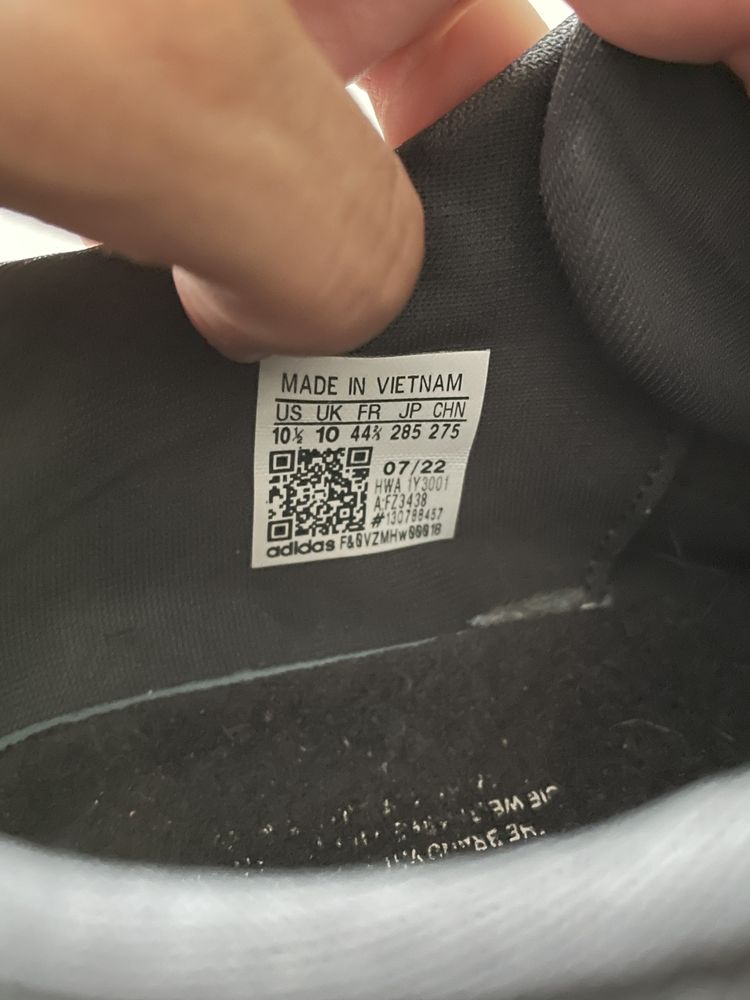 MADE IN VIETNAM
US UK FR JP CHN
10½ 10 44⅔ 285 275
07/22
HWA 1Y3001
A:FZ3438
#130788457
adidas F&0VZMHw00018